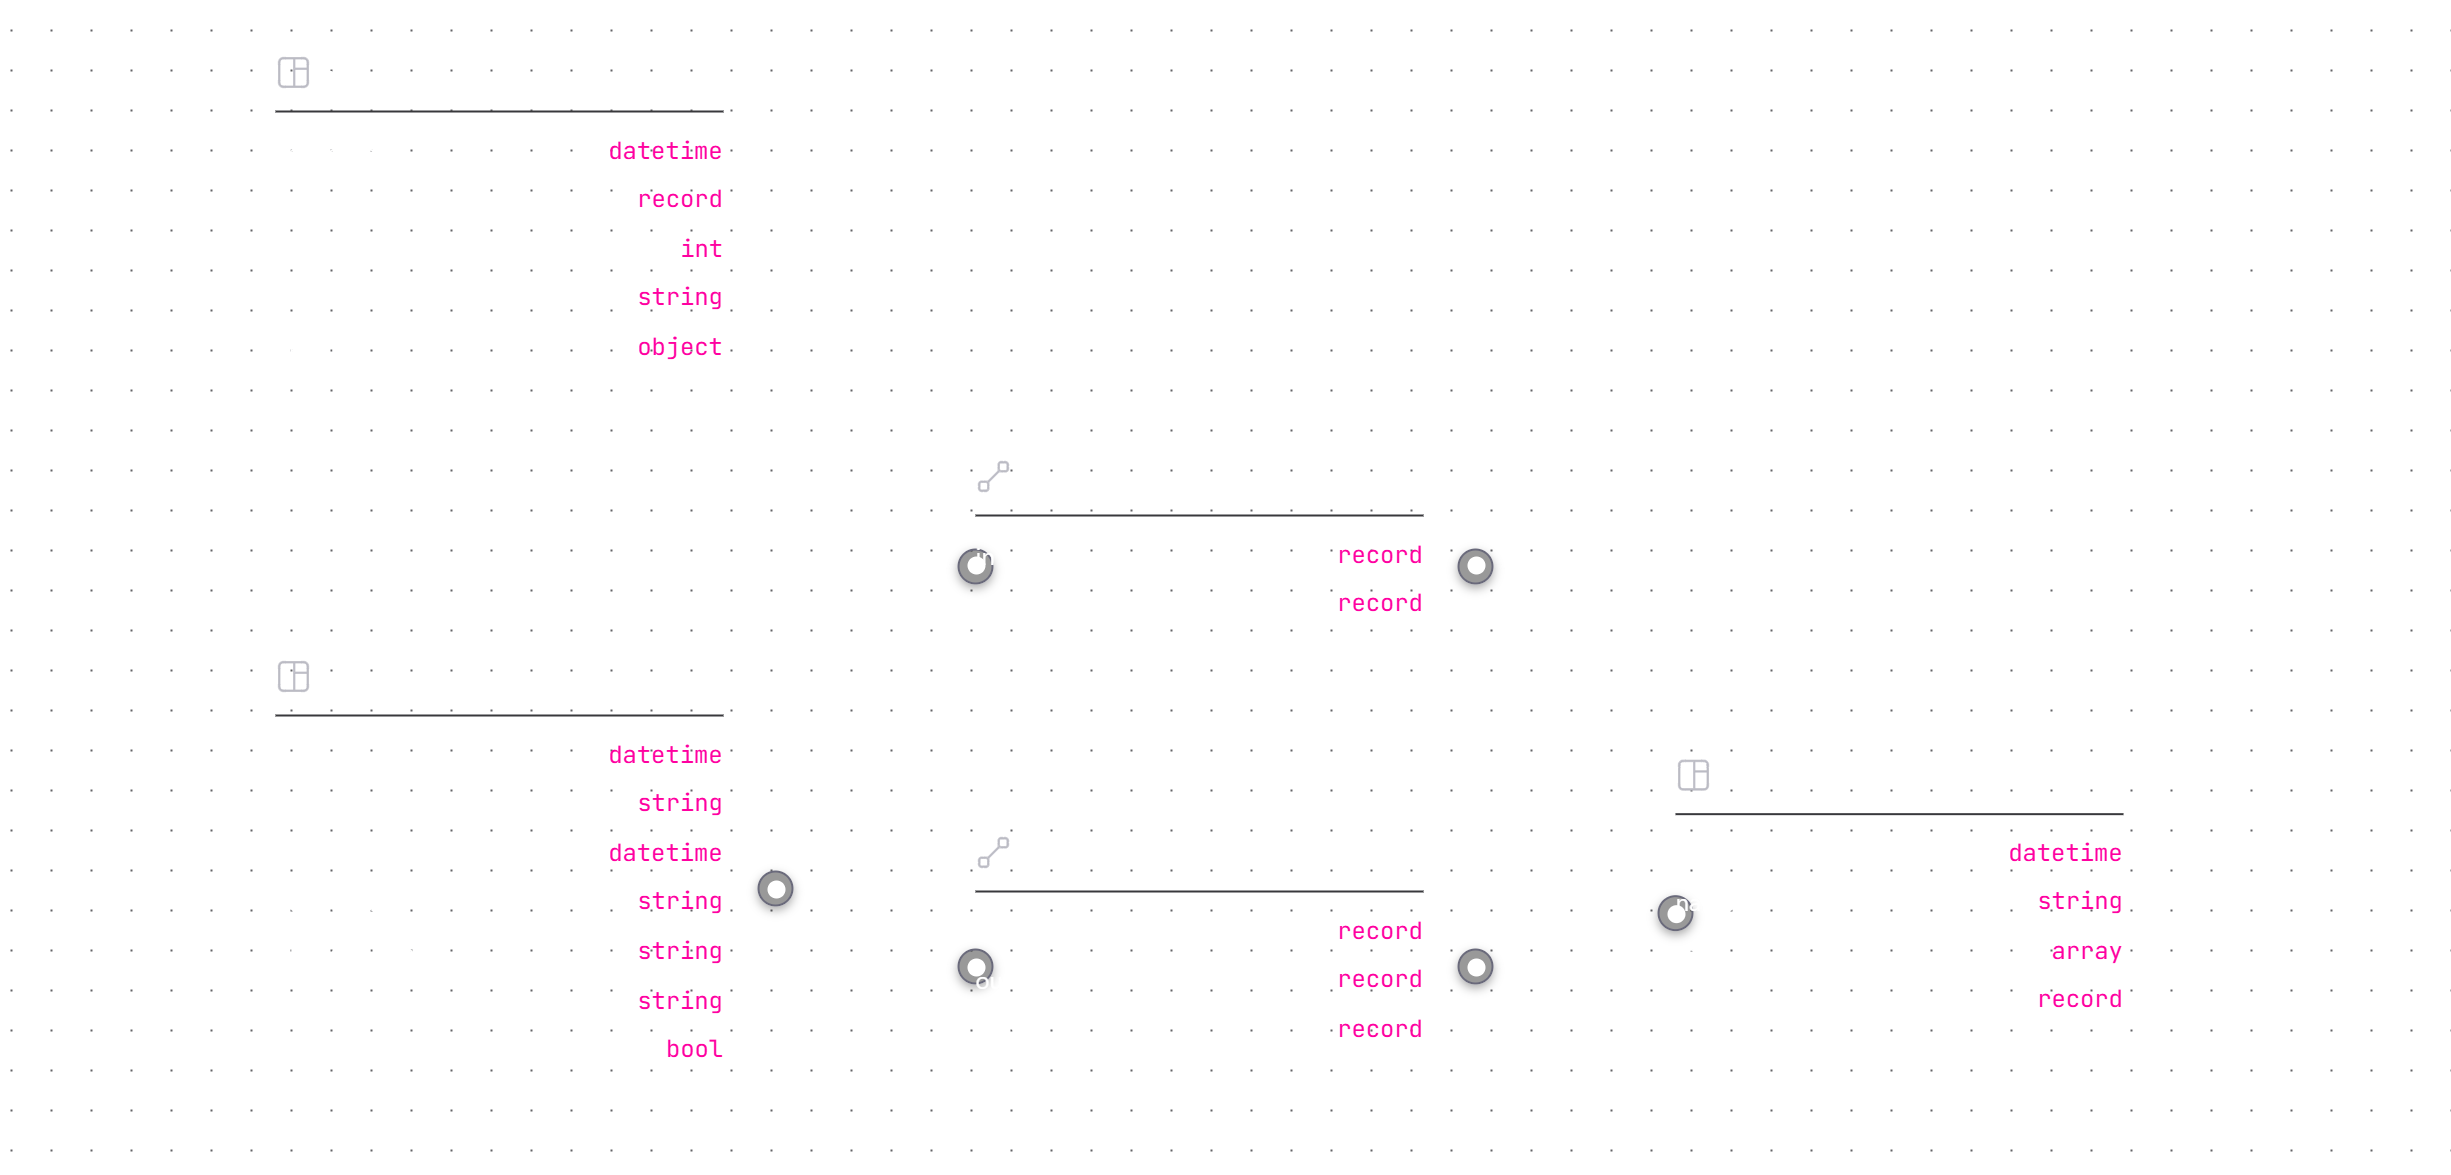 datetime
record
int
string
object
record
record
datetime
string
datetime
string
string
string
bool
record
record
record
datetime
string
array
record